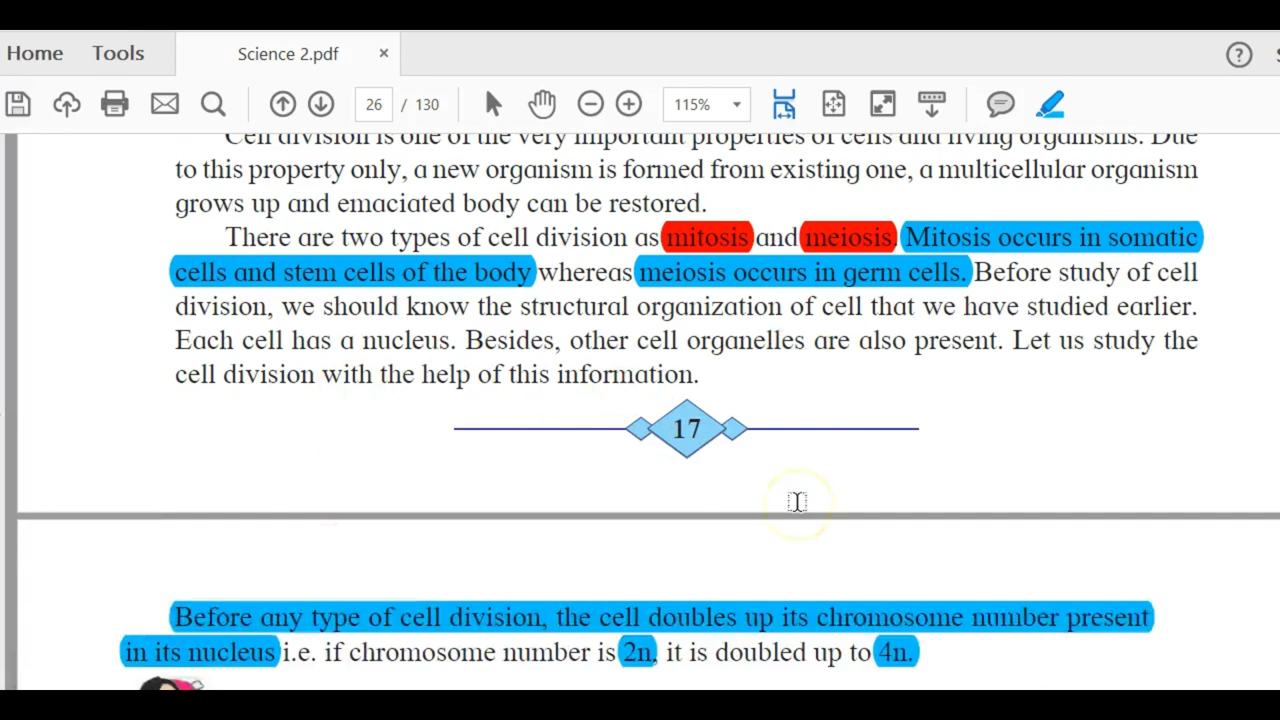 Home Tools Science 2.pdf × ?
26 / 130 115%
Cell division is one of the very important properties of cells and living organisms. Due
to this property only, a new organism is formed from existing one, a multicellular organism
grows up and emaciated body can be restored.
There are two types of cell division as mitosis and meiosis. Mitosis occurs in somatic
cells and stem cells of the body whereas meiosis occurs in germ cells. Before study of cell
division, we should know the structural organization of cell that we have studied earlier.
Each cell has a nucleus. Besides, other cell organelles are also present. Let us study the
cell division with the help of this information.
17
Before any type of cell division, the cell doubles up its chromosome number present
in its nucleus i.e. if chromosome number is 2n, it is doubled up to 4n.